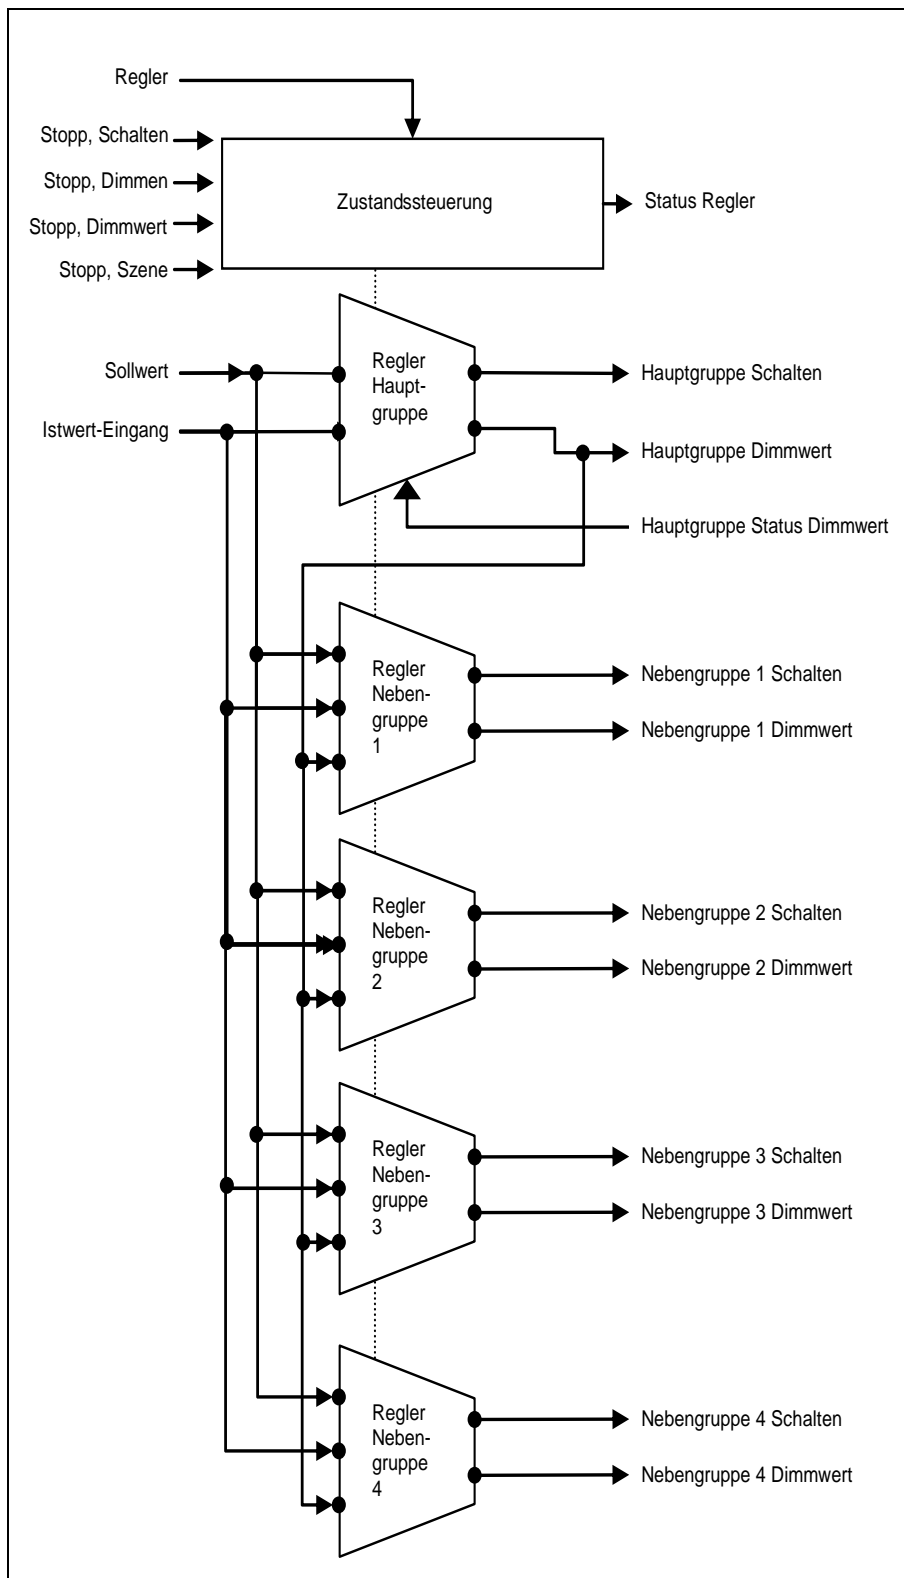 Regler
Stopp, Schalten
Stopp, Dimmen
Stopp, Dimmwert
Stopp, Szene
Zustandssteuerung
Status Regler
Sollwert
Istwert-Eingang
Regler
Haupt-
gruppe
Hauptgruppe Schalten
Hauptgruppe Dimmwert
Hauptgruppe Status Dimmwert
Regler
Neben-
gruppe
1
Nebengruppe 1 Schalten
Nebengruppe 1 Dimmwert
Regler
Neben-
gruppe
2
Nebengruppe 2 Schalten
Nebengruppe 2 Dimmwert
Regler
Neben-
gruppe
3
Nebengruppe 3 Schalten
Nebengruppe 3 Dimmwert
Regler
Neben-
gruppe
4
Nebengruppe 4 Schalten
Nebengruppe 4 Dimmwert